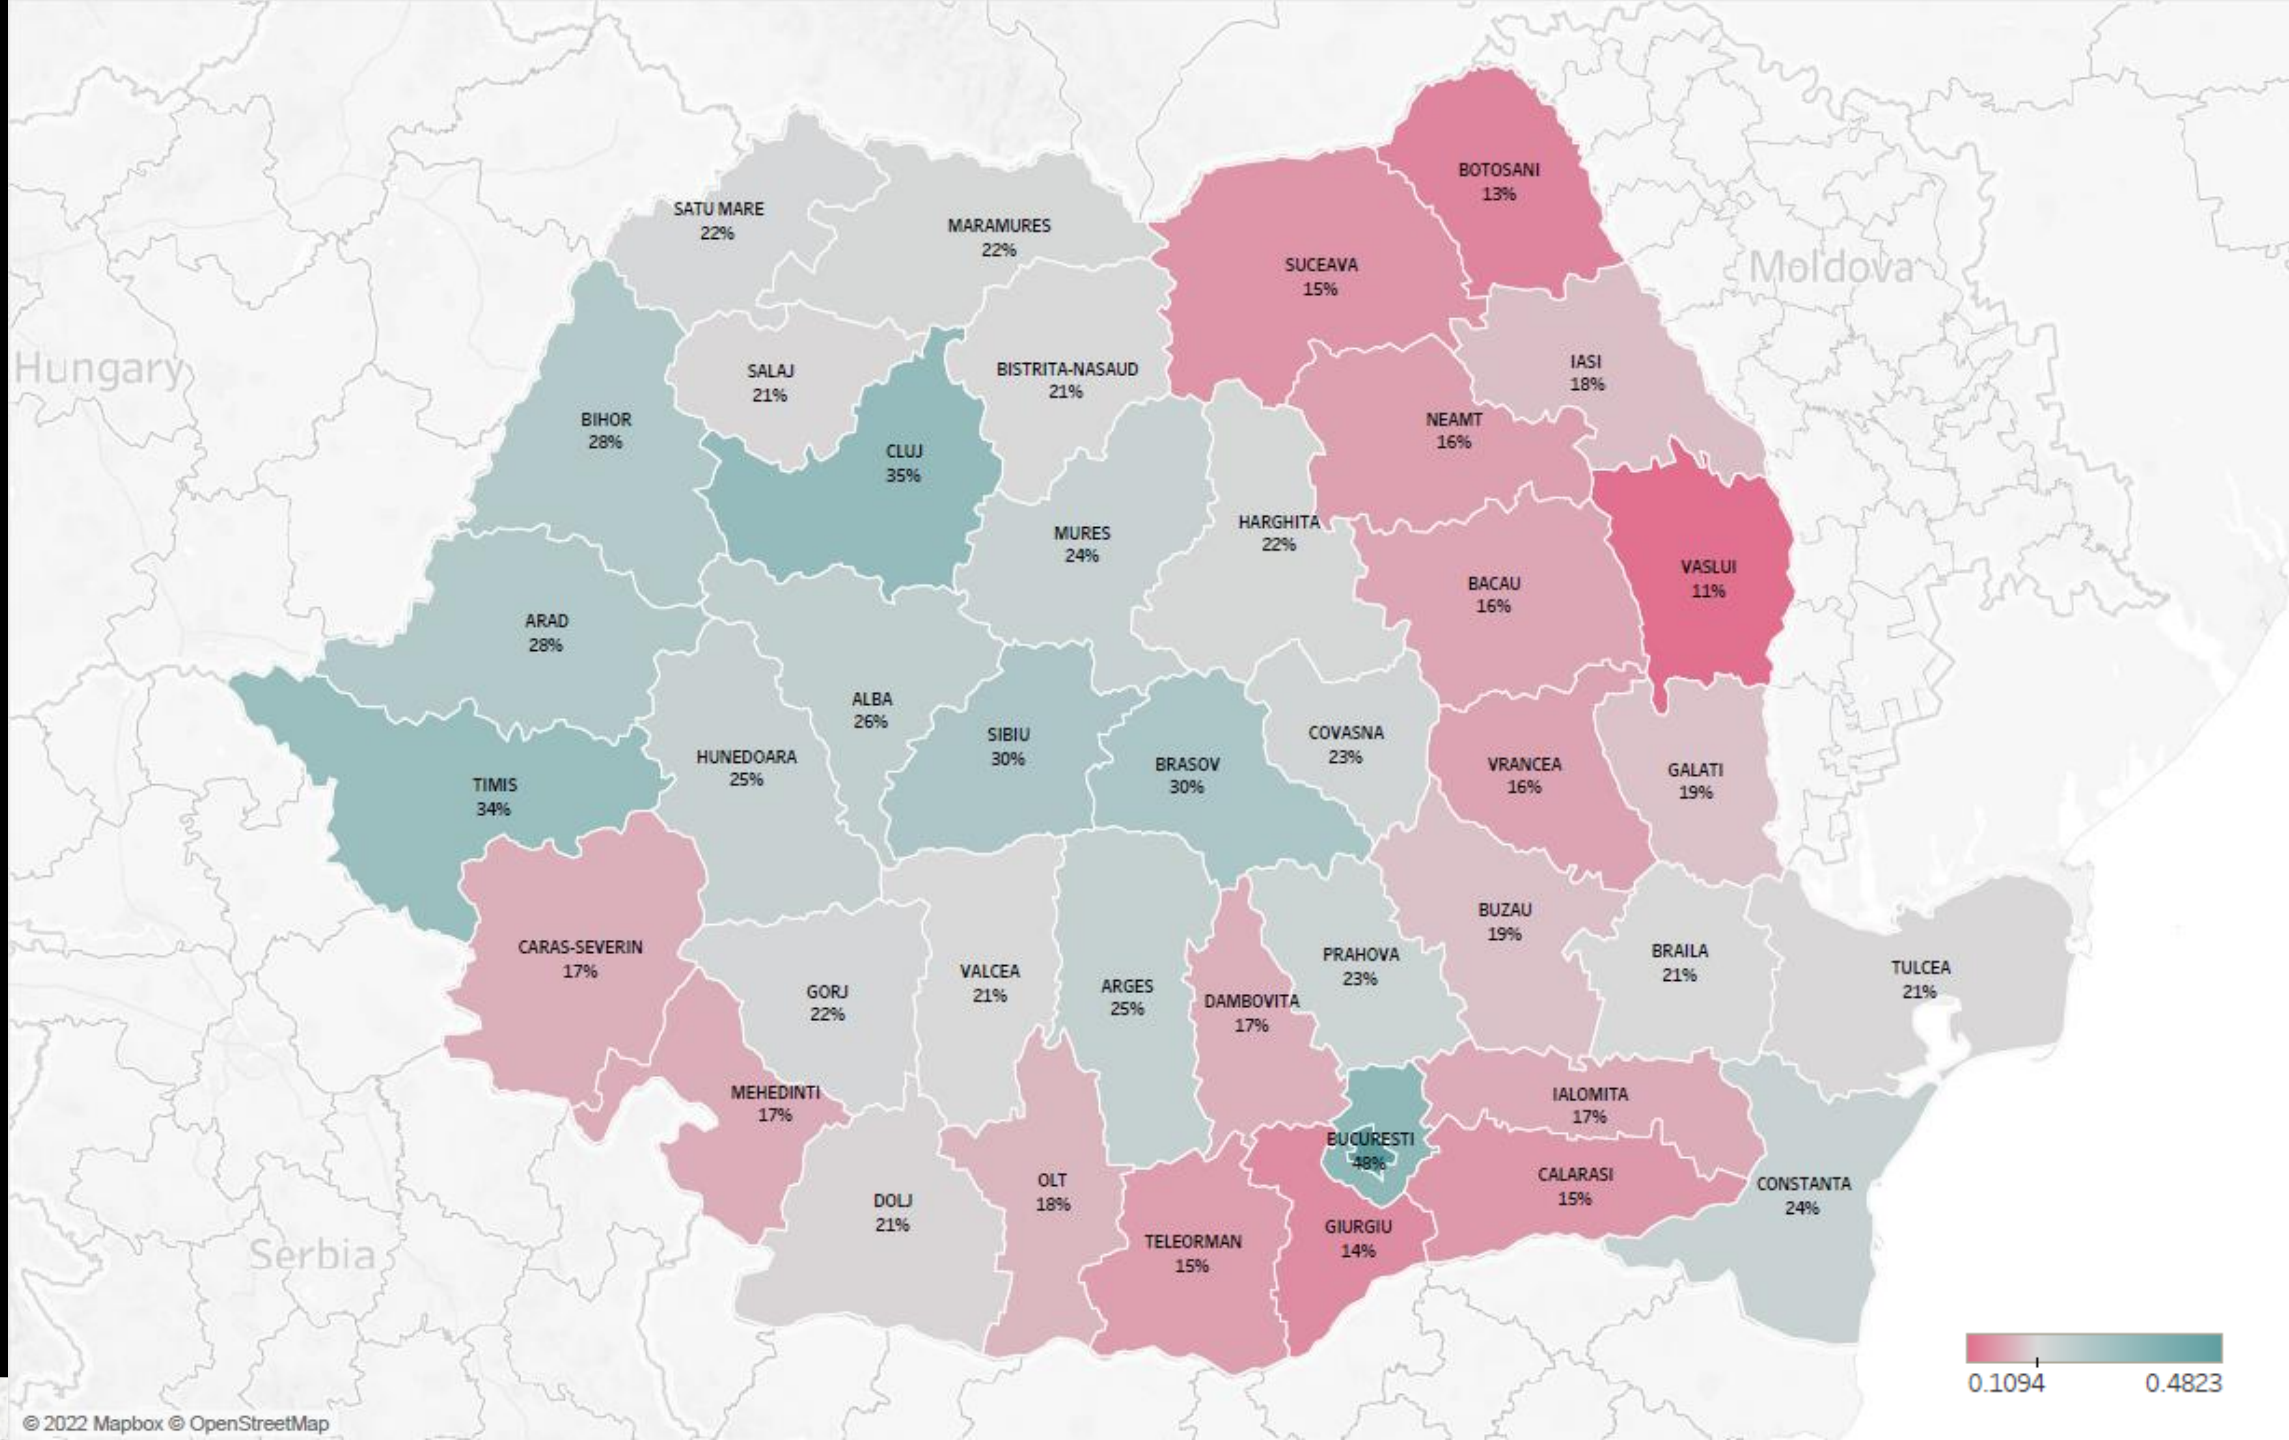 BOTOSANI
13%
SATU MARE
22%
MARAMURES
22%
SUCEAVA
15%
Moldova
Hungary
SALAJ
21%
BISTRITA-NASAUD
21%
IASI
18%
BIHOR
28%
CLUJ
35%
NEAMT
16%
MURES
24%
HARGHITA
22%
BACAU
16%
VASLUI
11%
ARAD
28%
ALBA
26%
SIBIU
30%
COVASNA
23%
HUNEDOARA
25%
BRASOV
30%
VRANCEA
16%
GALATI
19%
TIMIS
34%
BUZAU
19%
CARAS-SEVERIN
17%
PRAHOVA
23%
BRAILA
21%
TULCEA
21%
VALCEA
21%
GORJ
22%
ARGES
25%
DAMBOVITA
17%
MEHEDINTI
17%
IALOMITA
17%
BUCURESTI
48%
OLT
18%
CALARASI
15%
CONSTANTA
24%
DOLJ
21%
GIURGIU
14%
TELEORMAN
15%
Serbia
0.1094 0.4823
© 2022 Mapbox © OpenStreetMap